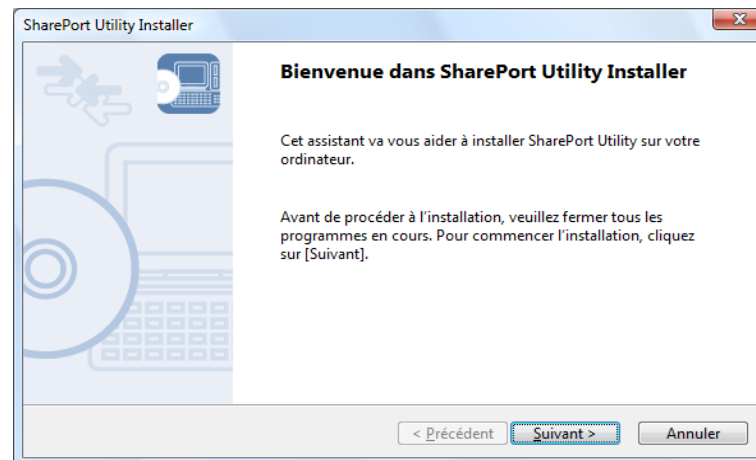 SharePort Utility Installer
Bienvenue dans SharePort Utility Installer
Cet assistant va vous aider à installer SharePort Utility sur votre
ordinateur.
Avant de procéder à l'installation, veuillez fermer tous les
programmes en cours. Pour commencer l'installation, cliquez
sur [Suivant].
< Précédent Suivant > Annuler